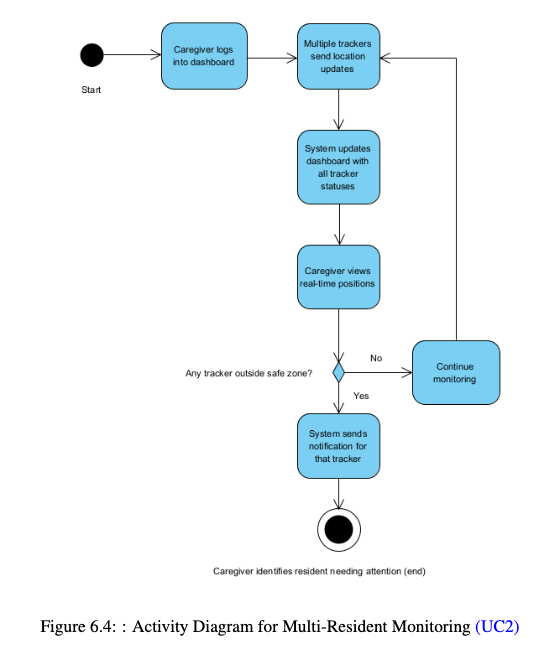 Caregiver logs
into dashboard
Multiple trackers
send location
updates
Start
System updates
dashboard with
all tracker
statuses
Caregiver views
real-time positions
Any tracker outside safe zone?
No
Continue
monitoring
Yes
System sends
notification for
that tracker
Caregiver identifies resident needing attention (end)
Figure 6.4: : Activity Diagram for Multi-Resident Monitoring (UC2)